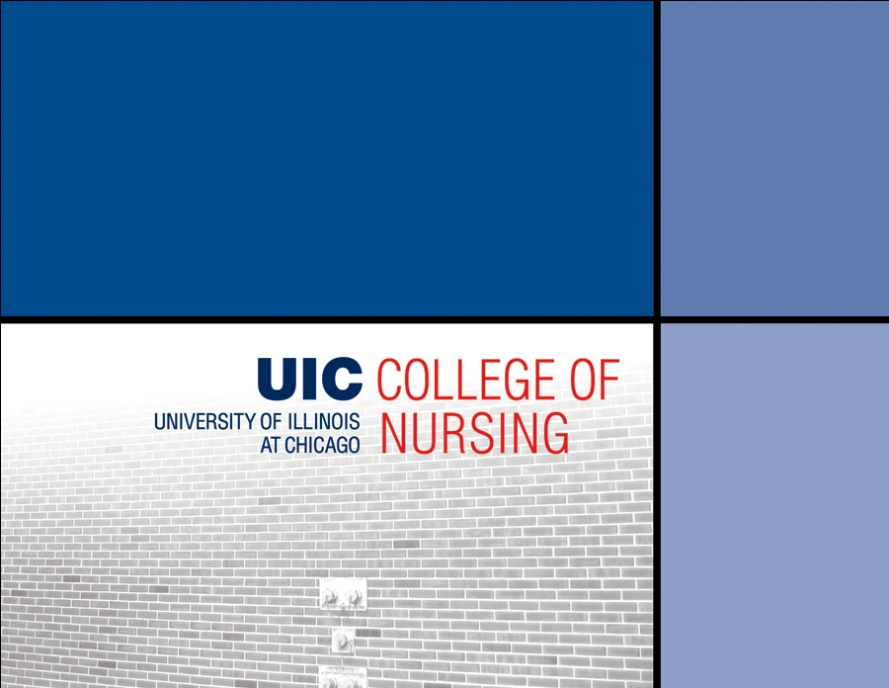 UIC COLLEGE OF
UNIVERSITY OF ILLINOIS NURSING
AT CHICAGO